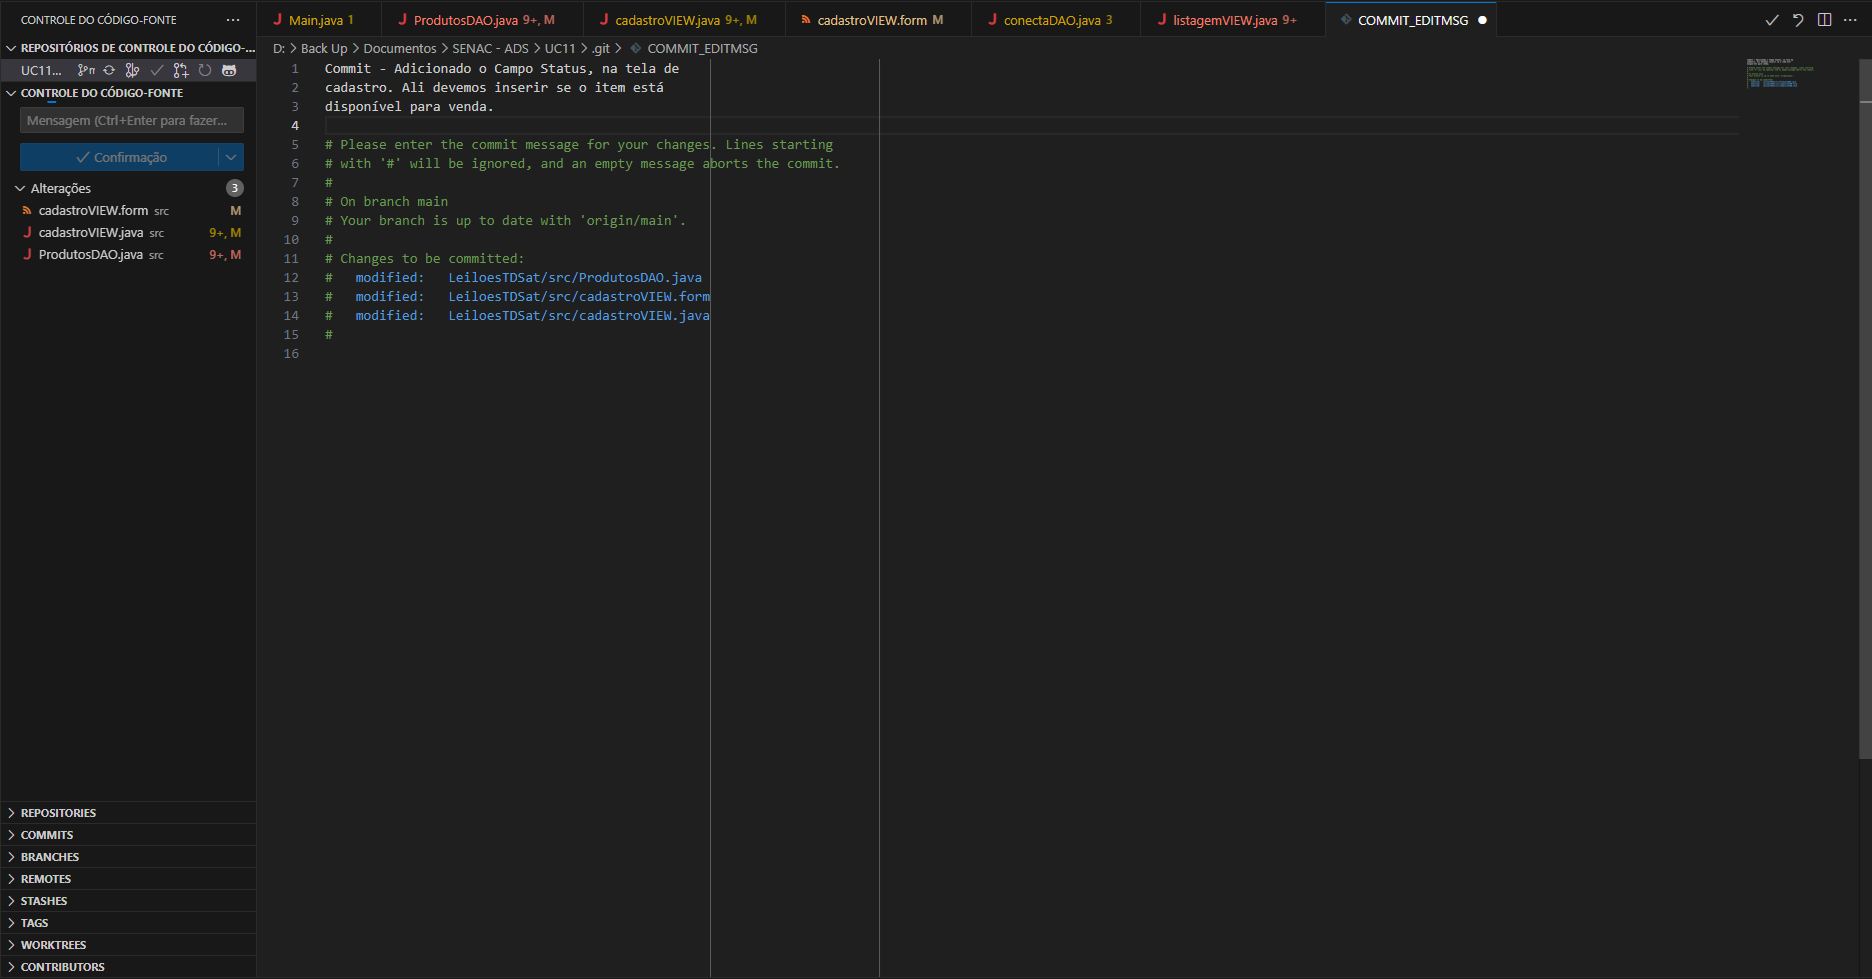 CONTROLE DO CÓDIGO-FONTE ···
Main.java 1
ProdutosDAO.java 9+, M
cadastroVIEW.java 9+, M
cadastroVIEW.form M
conectaDAO.java 3
listagemVIEW.java 9+
COMMIT_EDITMSG
REPOSITÓRIOS DE CONTROLE DO CÓDIGO-...
UC11...
CONTROLE DO CÓDIGO-FONTE
Mensagem (Ctrl+Enter para fazer...
Confirmação
Alterações 3
cadastroVIEW.form src M
cadastroVIEW.java src 9+, M
ProdutosDAO.java src 9+, M
REPOSITORIES
COMMITS
BRANCHES
REMOTES
STASHES
TAGS
WORKTREES
CONTRIBUTORS
D: > Back Up > Documentos > SENAC - ADS > UC11 > .git > COMMIT_EDITMSG
1 Commit - Adicionado o Campo Status, na tela de
2 cadastro. Ali devemos inserir se o item está
3 disponível para venda.
4
5 # Please enter the commit message for your changes. Lines starting
6 # with '#' will be ignored, and an empty message aborts the commit.
7 #
8 # On branch main
9 # Your branch is up to date with 'origin/main'.
10 #
11 # Changes to be committed:
12 # modified: LeiloesTDSat/src/ProdutosDAO.java
13 # modified: LeiloesTDSat/src/cadastroVIEW.form
14 # modified: LeiloesTDSat/src/cadastroVIEW.java
15 #
16